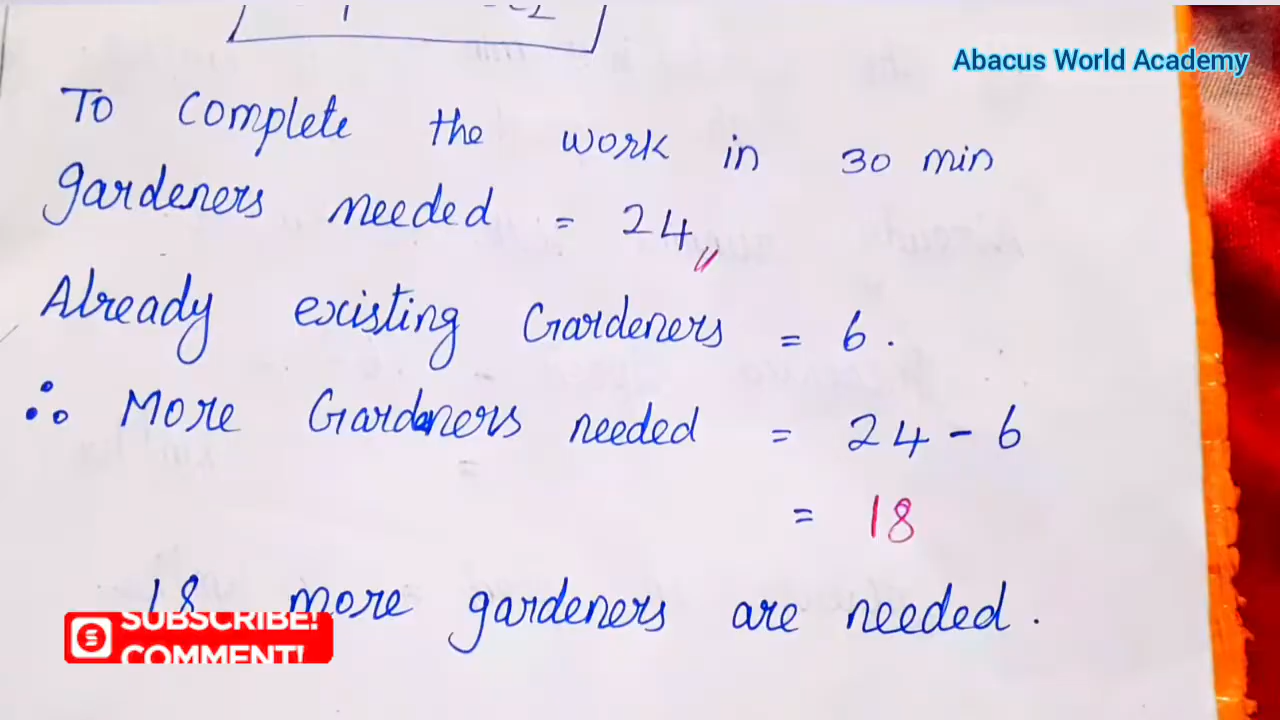 Abacus World Academy
To complete the work in 30 min
gardeners needed = 24
Already existing Gardeners = 6.
∴ More Gardeners needed = 24 - 6
= 18
18 more gardeners are needed.
SUBSCRIBE!
COMMENT!